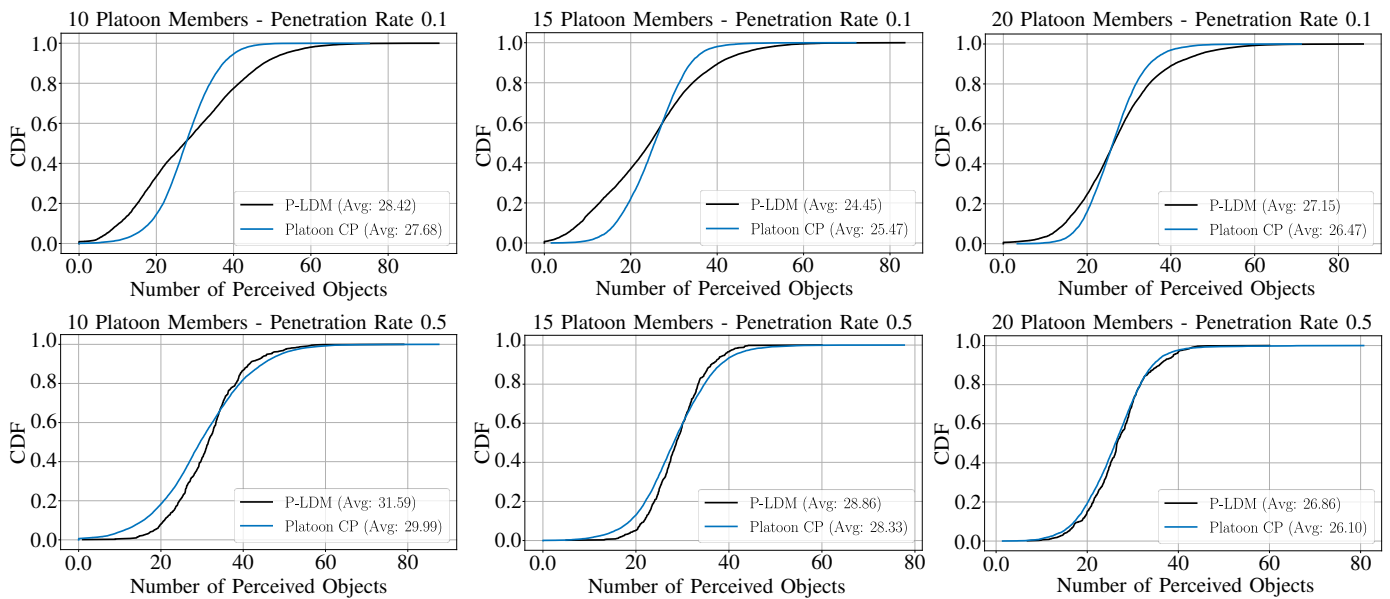 10 Platoon Members - Penetration Rate 0.1
1.0
0.8
0.6
0.4
0.2
0.0
CDF
P-LDM (Avg: 28.42)
Platoon CP (Avg: 27.68)
0.0 20 40 60 80
Number of Perceived Objects
15 Platoon Members - Penetration Rate 0.1
1.0
0.8
0.6
0.4
0.2
0.0
CDF
P-LDM (Avg: 24.45)
Platoon CP (Avg: 25.47)
0.0 20 40 60 80
Number of Perceived Objects
20 Platoon Members - Penetration Rate 0.1
1.0
0.8
0.6
0.4
0.2
0.0
CDF
P-LDM (Avg: 27.15)
Platoon CP (Avg: 26.47)
0.0 20 40 60 80
Number of Perceived Objects
10 Platoon Members - Penetration Rate 0.5
1.0
0.8
0.6
0.4
0.2
0.0
CDF
P-LDM (Avg: 31.59)
Platoon CP (Avg: 29.99)
0.0 20 40 60 80
Number of Perceived Objects
15 Platoon Members - Penetration Rate 0.5
1.0
0.8
0.6
0.4
0.2
0.0
CDF
P-LDM (Avg: 28.86)
Platoon CP (Avg: 28.33)
0.0 20 40 60 80
Number of Perceived Objects
20 Platoon Members - Penetration Rate 0.5
1.0
0.8
0.6
0.4
0.2
0.0
CDF
P-LDM (Avg: 26.86)
Platoon CP (Avg: 26.10)
0.0 20 40 60 80
Number of Perceived Objects